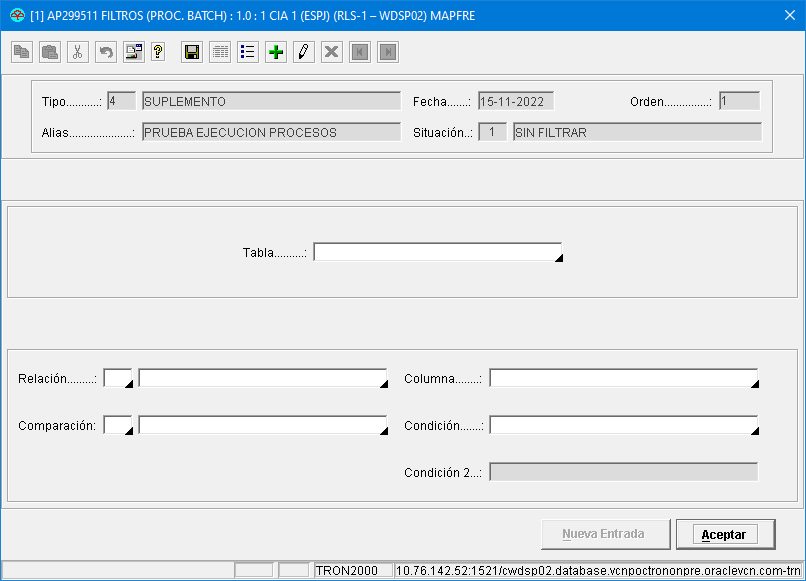 [1] AP299511 FILTROS (PROC. BATCH) : 1.0 : 1 CIA 1 (ESPJ) (RLS-1 – WDSP02) MAPFRE
Tipo..........: 4 SUPLEMENTO Fecha.......: 15-11-2022 Orden...............: 1
Alias.....................: PRUEBA EJECUCION PROCESOS Situación..: 1 SIN FILTRAR
Tabla..........:
Relación.........: Columna........:
Comparación: Condición.......:
Condición 2...:
Nueva Entrada Aceptar
TRON2000 10.76.142.52:1521/cwdsp02.database.vcnpoctrononpre.oraclevcn.com-trn